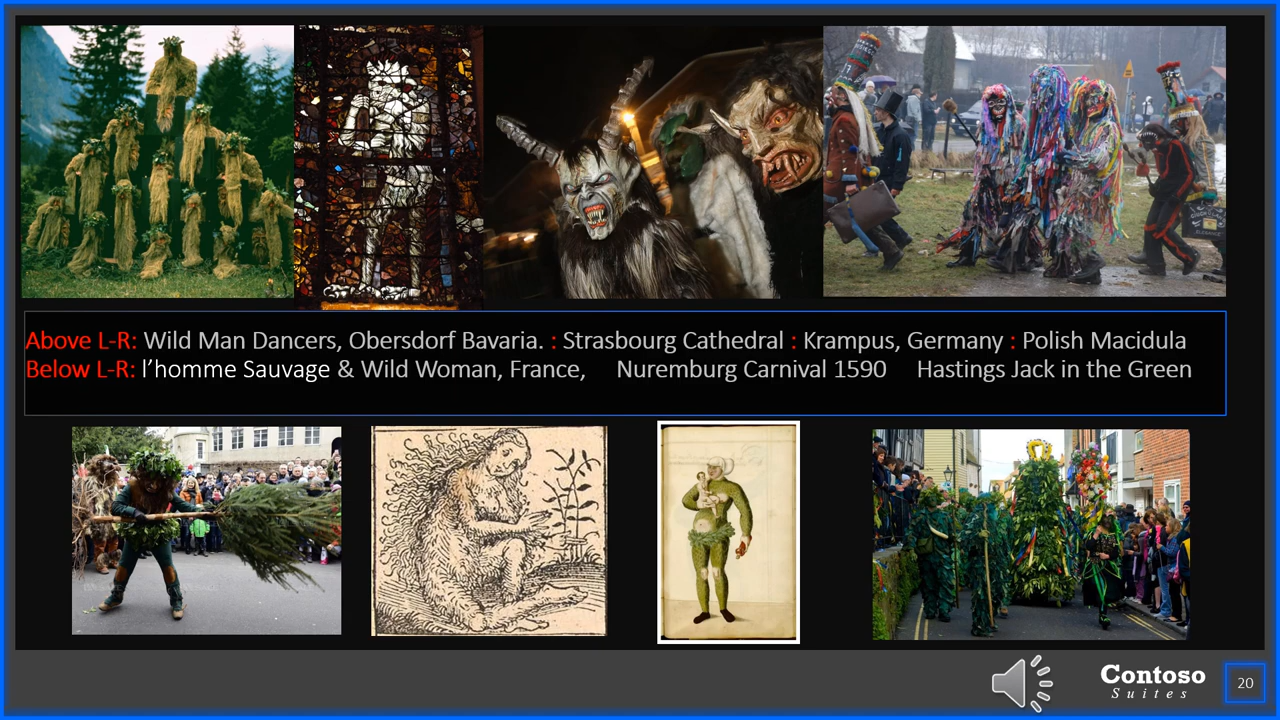 Above L-R: Wild Man Dancers, Obersdorf Bavaria. : Strasbourg Cathedral : Krampus, Germany : Polish Macidula
Below L-R: l’homme Sauvage & Wild Woman, France, Nuremburg Carnival 1590 Hastings Jack in the Green
Contoso
Suites
20